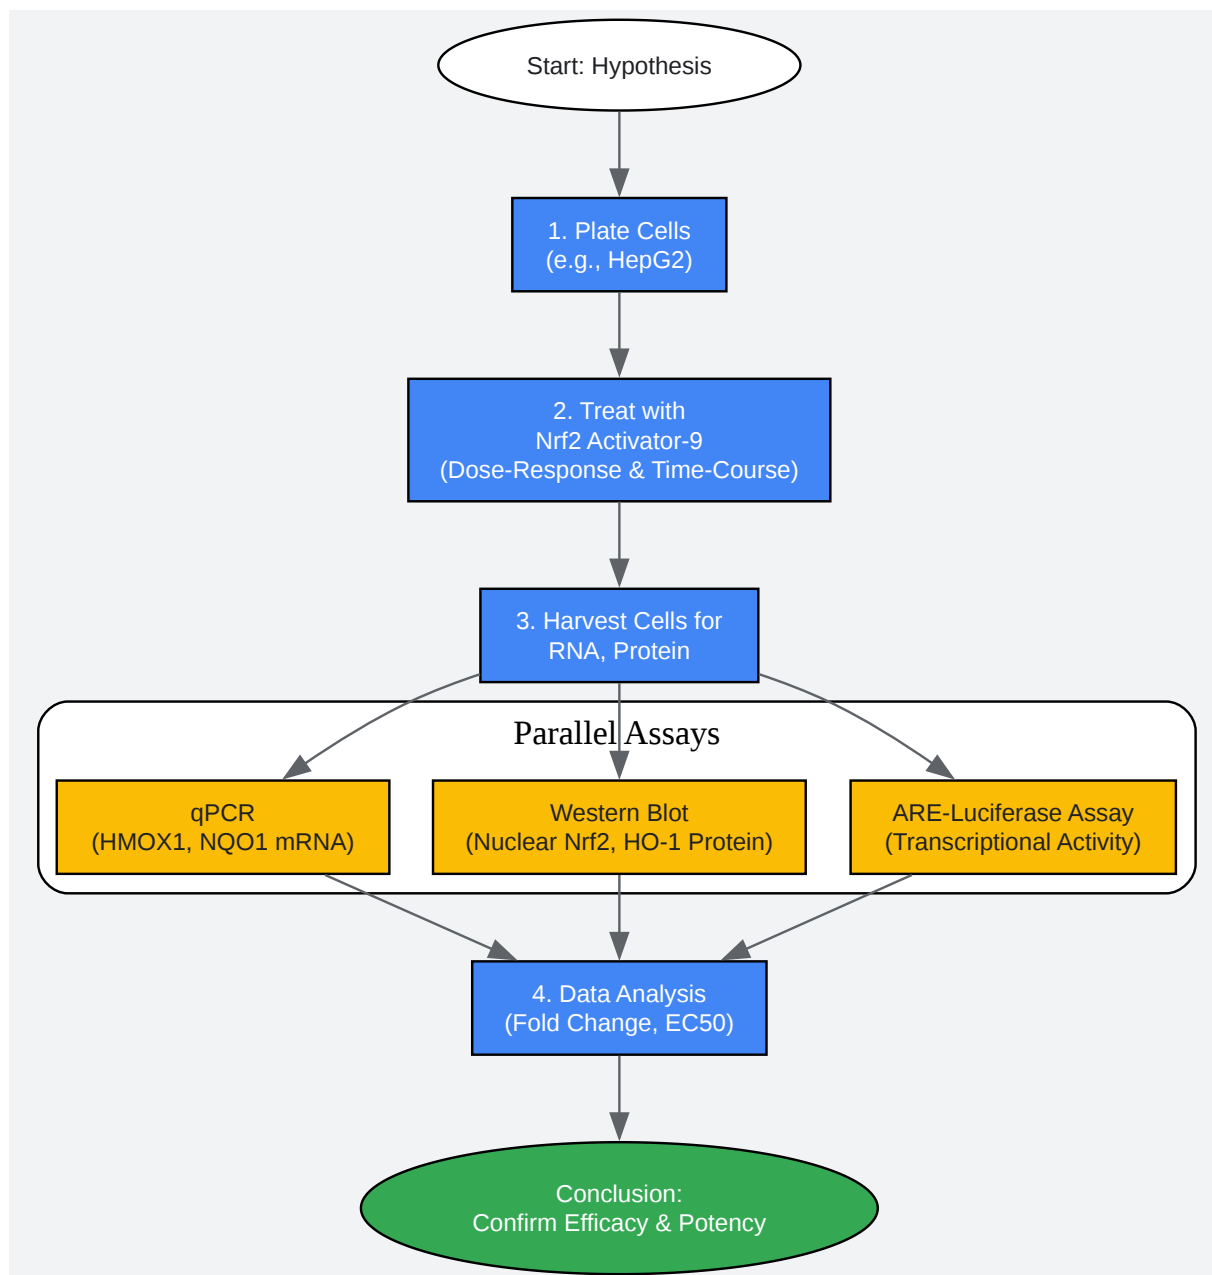 Start: Hypothesis
1. Plate Cells
(e.g., HepG2)
2. Treat with
Nrf2 Activator-9
(Dose-Response & Time-Course)
3. Harvest Cells for
RNA, Protein
Parallel Assays
qPCR
(HMOX1, NQO1 mRNA)
Western Blot
(Nuclear Nrf2, HO-1 Protein)
ARE-Luciferase Assay
(Transcriptional Activity)
4. Data Analysis
(Fold Change, EC50)
Conclusion:
Confirm Efficacy & Potency